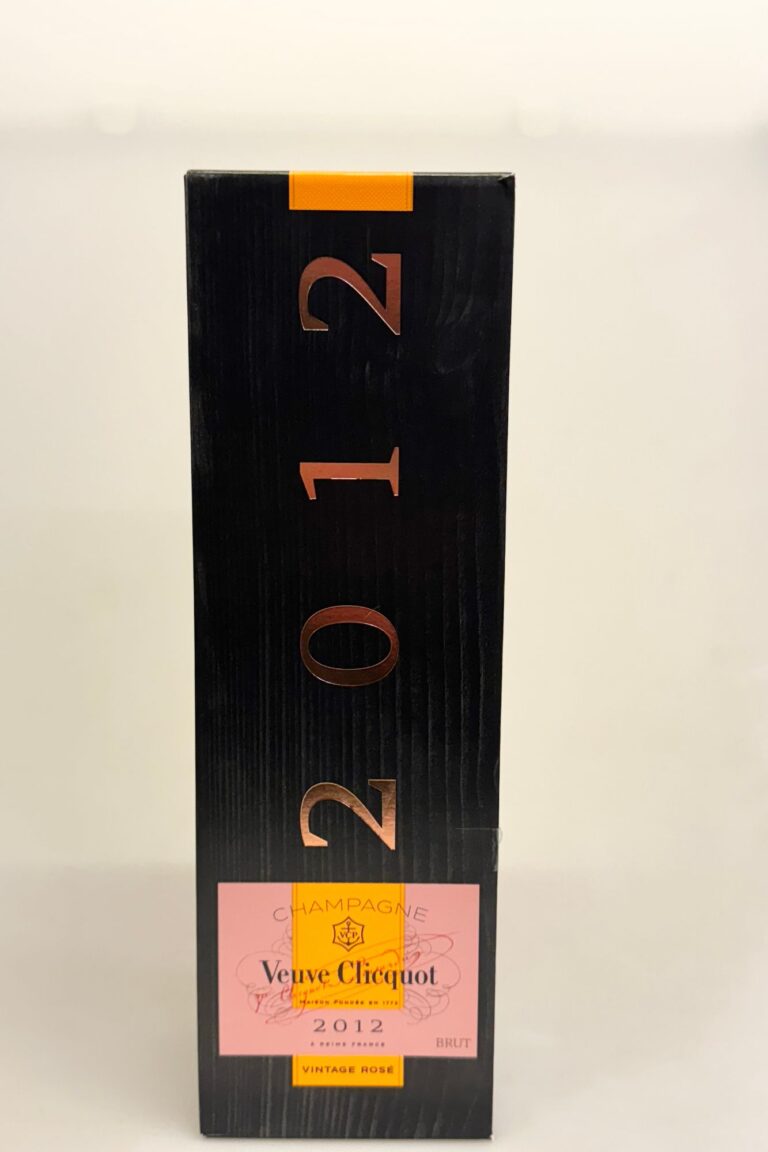 2012
CHAMPAGNE
VCP
Veuve Clicquot
MAISON FONDÉE EN 1772
2012
A REIMS FRANCE
BRUT
VINTAGE ROSÉ